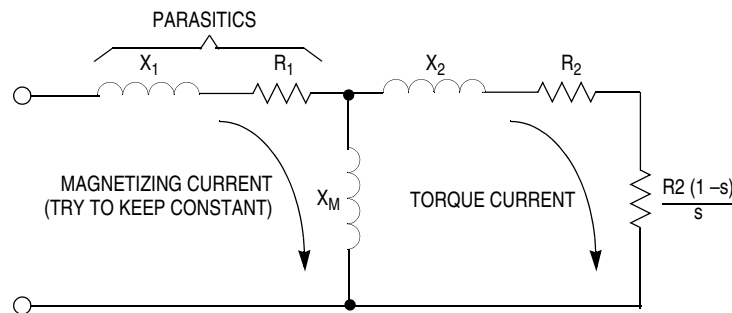 PARASITICS
X1
R1
X2
R2
MAGNETIZING CURRENT
(TRY TO KEEP CONSTANT)
XM
TORQUE CURRENT
R2 (1 –s)
s